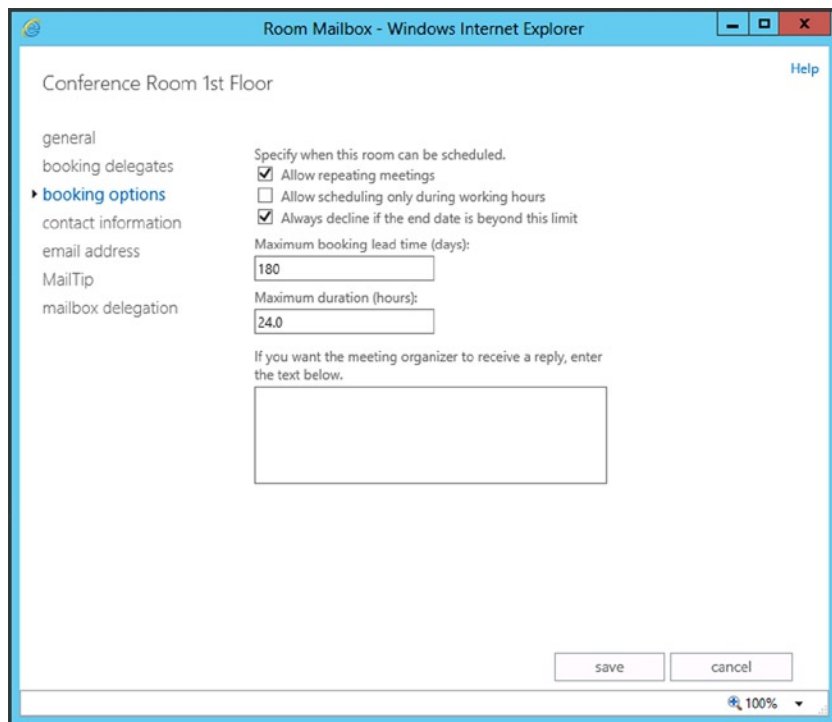 Room Mailbox - Windows Internet Explorer
Help
Conference Room 1st Floor
general
booking delegates
booking options
contact information
email address
MailTip
mailbox delegation
Specify when this room can be scheduled.
Allow repeating meetings
Allow scheduling only during working hours
Always decline if the end date is beyond this limit
Maximum booking lead time (days):
180
Maximum duration (hours):
24.0
If you want the meeting organizer to receive a reply, enter
the text below.
save
cancel
100%